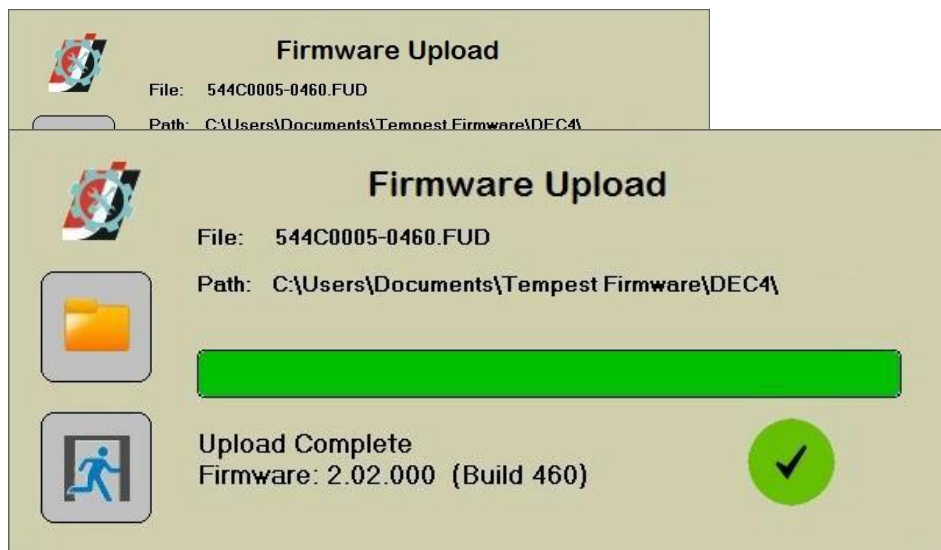 Firmware Upload
File: 544C0005-0460.FUD
Path: C:\Users\Documents\Tempest Firmware\DEC4\
Firmware Upload
File: 544C0005-0460.FUD
Path: C:\Users\Documents\Tempest Firmware\DEC4\
Upload Complete
Firmware: 2.02.000 (Build 460)